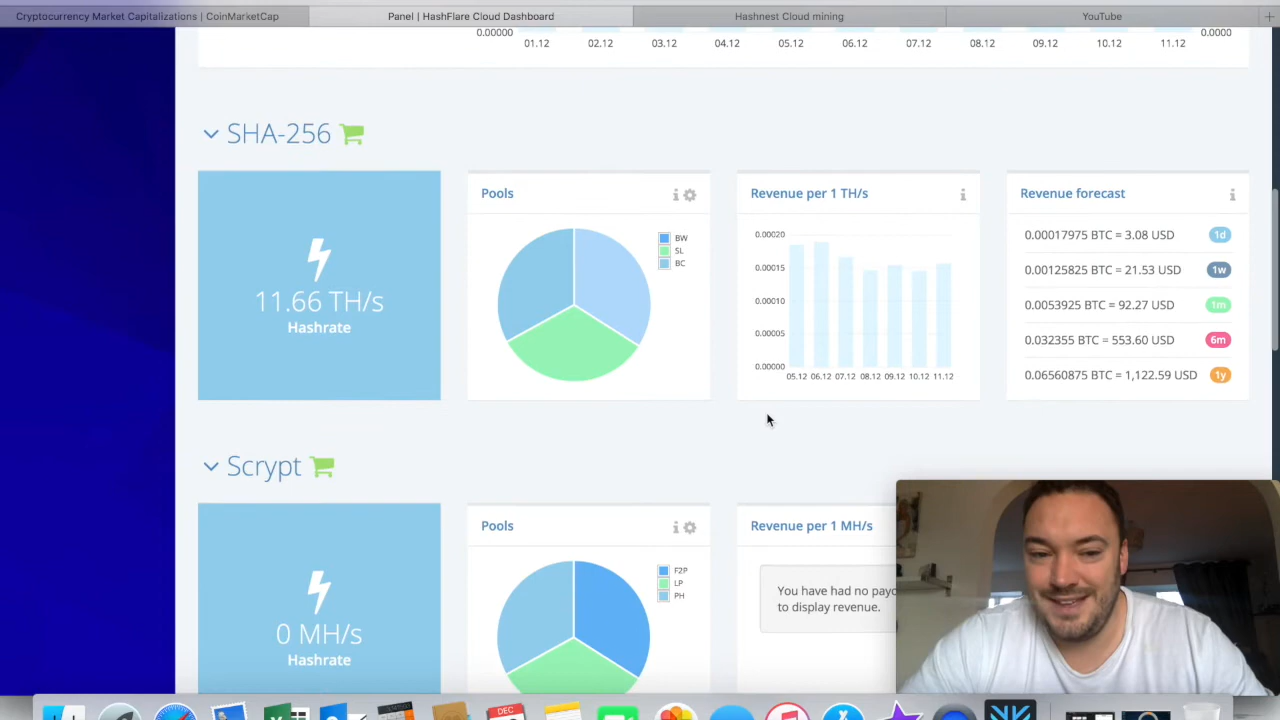 Cryptocurrency Market Capitalizations | CoinMarketCap
Panel | HashFlare Cloud Dashboard
Hashnest Cloud mining
YouTube
+
0.00000
01.12 02.12 03.12 04.12 05.12 06.12 07.12 08.12 09.12 10.12 11.12
0.0000
SHA-256
11.66 TH/s
Hashrate
Pools
BW
SL
BC
Revenue per 1 TH/s
0.00020
0.00015
0.00010
0.00005
0.00000
05.12 06.12 07.12 08.12 09.12 10.12 11.12
Revenue forecast
0.00017975 BTC = 3.08 USD 1d
0.00125825 BTC = 21.53 USD 1w
0.0053925 BTC = 92.27 USD 1m
0.032355 BTC = 553.60 USD 6m
0.06560875 BTC = 1,122.59 USD 1y
Scrypt
0 MH/s
Hashrate
Pools
F2P
LP
PH
Revenue per 1 MH/s
You have had no payo
to display revenue.
DEC